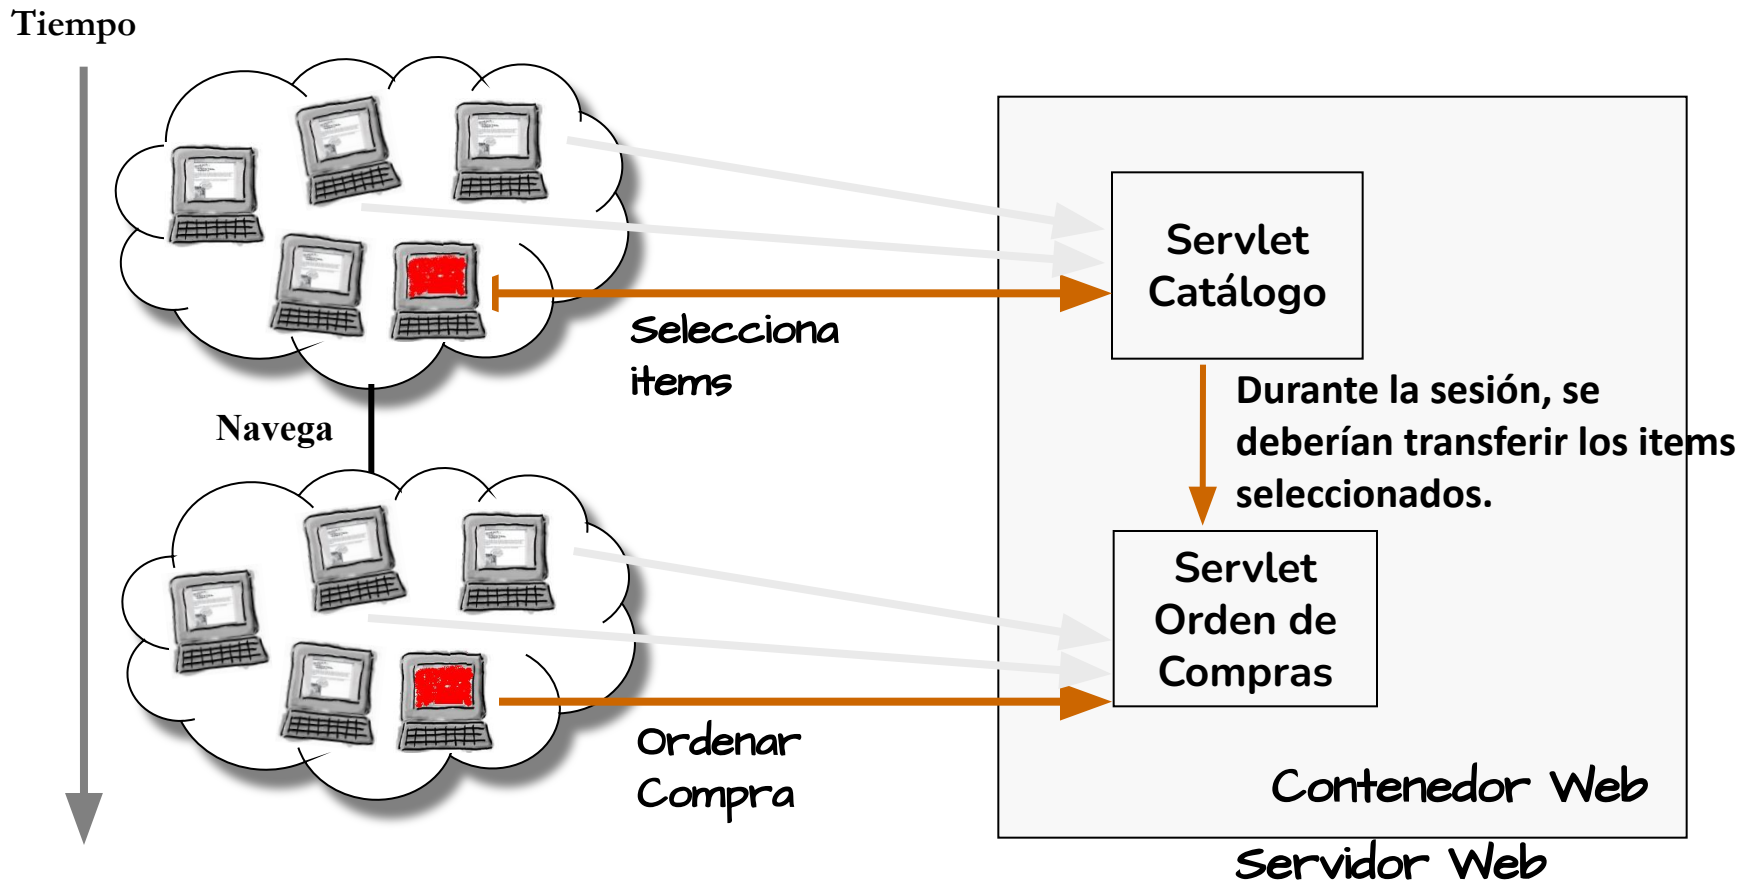 Tiempo
Servlet
Catálogo
Selecciona
items
Durante la sesión, se
deberían transferir los items
seleccionados.
Navega
Servlet
Orden de
Compras
Ordenar
Compra
Contenedor Web
Servidor Web